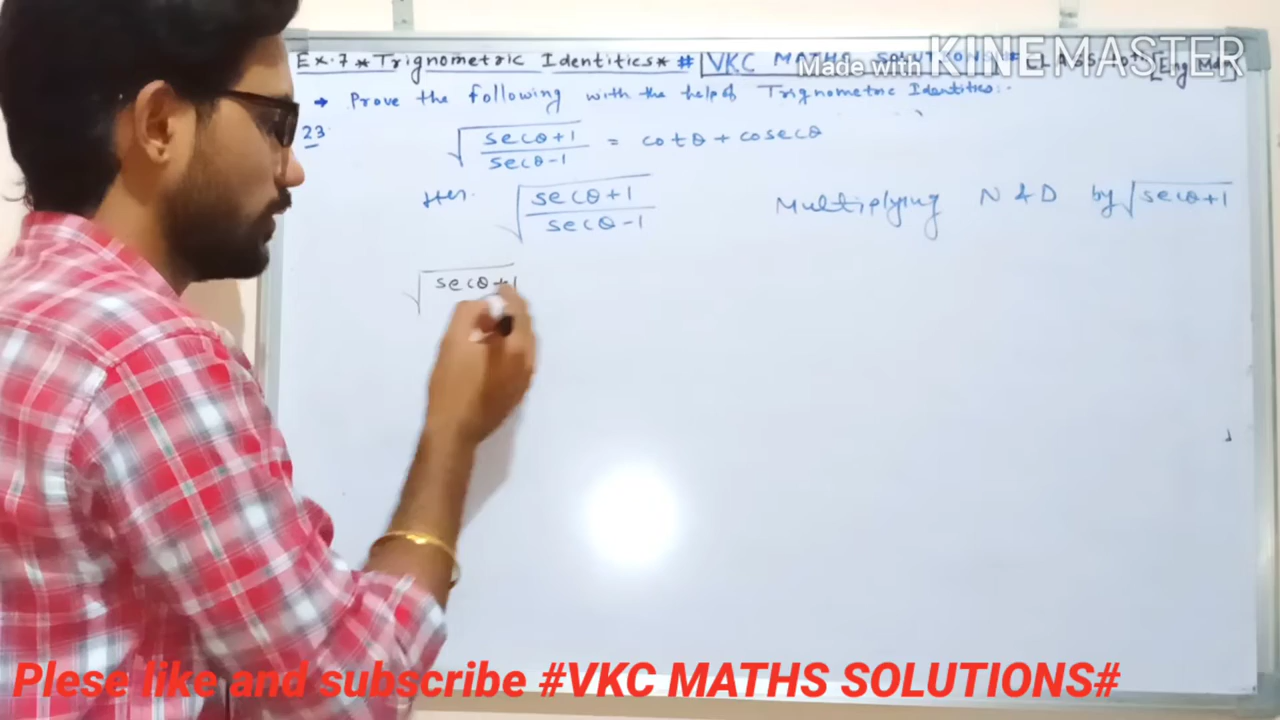 Ex.7 * Trignometric Identities * # VKC MATHS SOLUTIONS #
Made with KINEMASTER
→ Prove the following with the help of Trignometric Identities:-
23 √(secθ+1 / secθ-1) = cotθ + cosecθ
√(secθ+1 / secθ-1) Multiplying N & D by √secθ+1
√secθ+1
Plese like and subscribe #VKC MATHS SOLUTIONS#